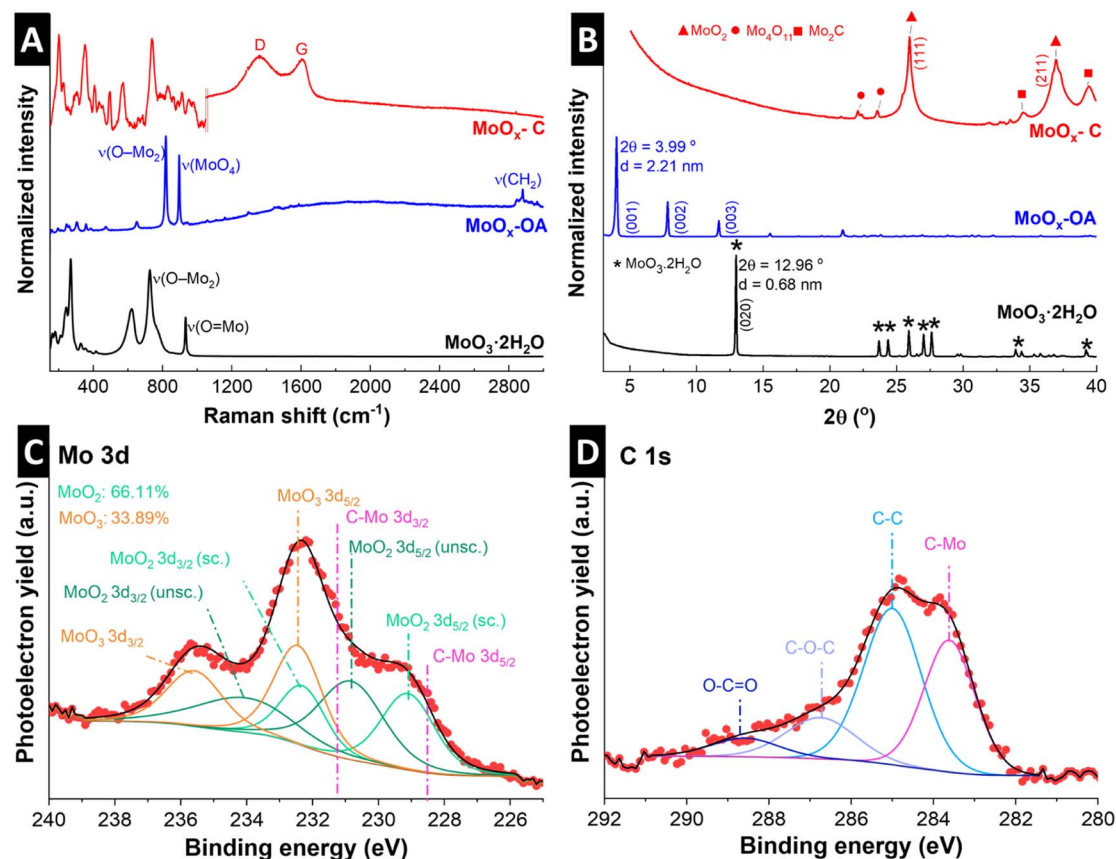 A
D
G
MoOₓ- C
ν(O–Mo₂)
ν(MoO₄)
ν(CH₂)
MoOₓ-OA
ν(O–Mo₂)
ν(O=Mo)
MoO₃·2H₂O
Normalized intensity
400 800 1200 1600 2000 2400 2800
Raman shift (cm⁻¹)
B
▲MoO₂ ● Mo₄O₁₁■ Mo₂C
(111)
(211)
MoOₓ- C
2θ = 3.99 º
d = 2.21 nm
(001)
(002)
(003)
MoOₓ-OA
* MoO₃.2H₂O
*
2θ = 12.96 º
d = 0.68 nm
(020)
MoO₃·2H₂O
** * ** * *
Normalized intensity
5 10 15 20 25 30 35 40
2θ (º)
C Mo 3d
MoO₂: 66.11%
MoO₃: 33.89%
MoO₃ 3d₅/₂
C-Mo 3d₃/₂
MoO₂ 3d₅/₂ (unsc.)
MoO₂ 3d₃/₂ (sc.)
MoO₂ 3d₃/₂ (unsc.)
MoO₂ 3d₅/₂ (sc.)
MoO₃ 3d₃/₂
C-Mo 3d₅/₂
Photoelectron yield (a.u.)
240 238 236 234 232 230 228 226
Binding energy (eV)
D C 1s
C-C
C-Mo
C-O-C
O-C=O
Photoelectron yield (a.u.)
292 290 288 286 284 282 280
Binding energy (eV)